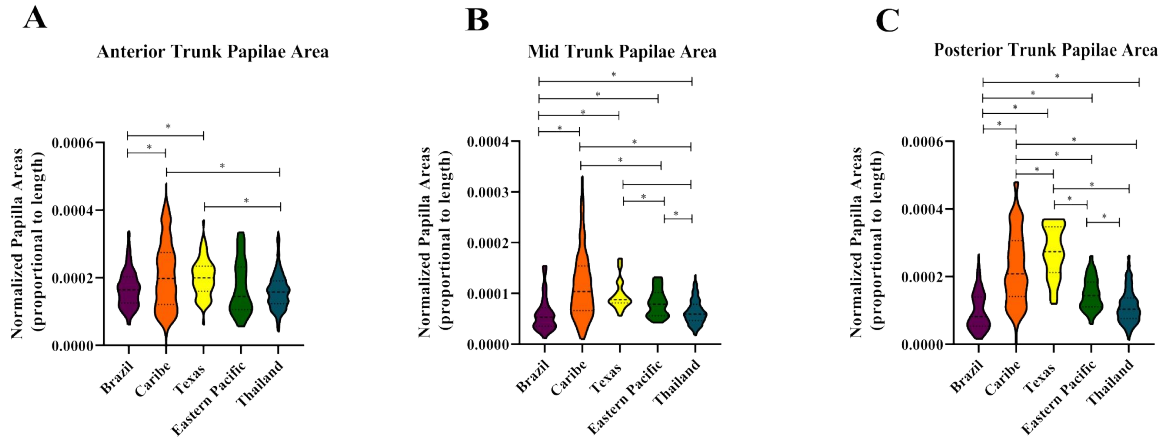 A
Anterior Trunk Papilae Area
Normalized Papilla Areas
(proportional to length)
0.0006
0.0004
0.0002
0.0000
* * * *
Brazil
Caribe
Texas
Eastern Pacific
Thailand
B
Mid Trunk Papilae Area
Normalized Papilla Areas
(proportional to length)
0.0004
0.0003
0.0002
0.0001
0.0000
* * * * * * * *
Brazil
Caribe
Texas
Eastern Pacific
Thailand
C
Posterior Trunk Papilae Area
Normalized Papilla Areas
(proportional to length)
0.0006
0.0004
0.0002
0.0000
* * * * * * * * * *
Brazil
Caribe
Texas
Eastern Pacific
Thailand